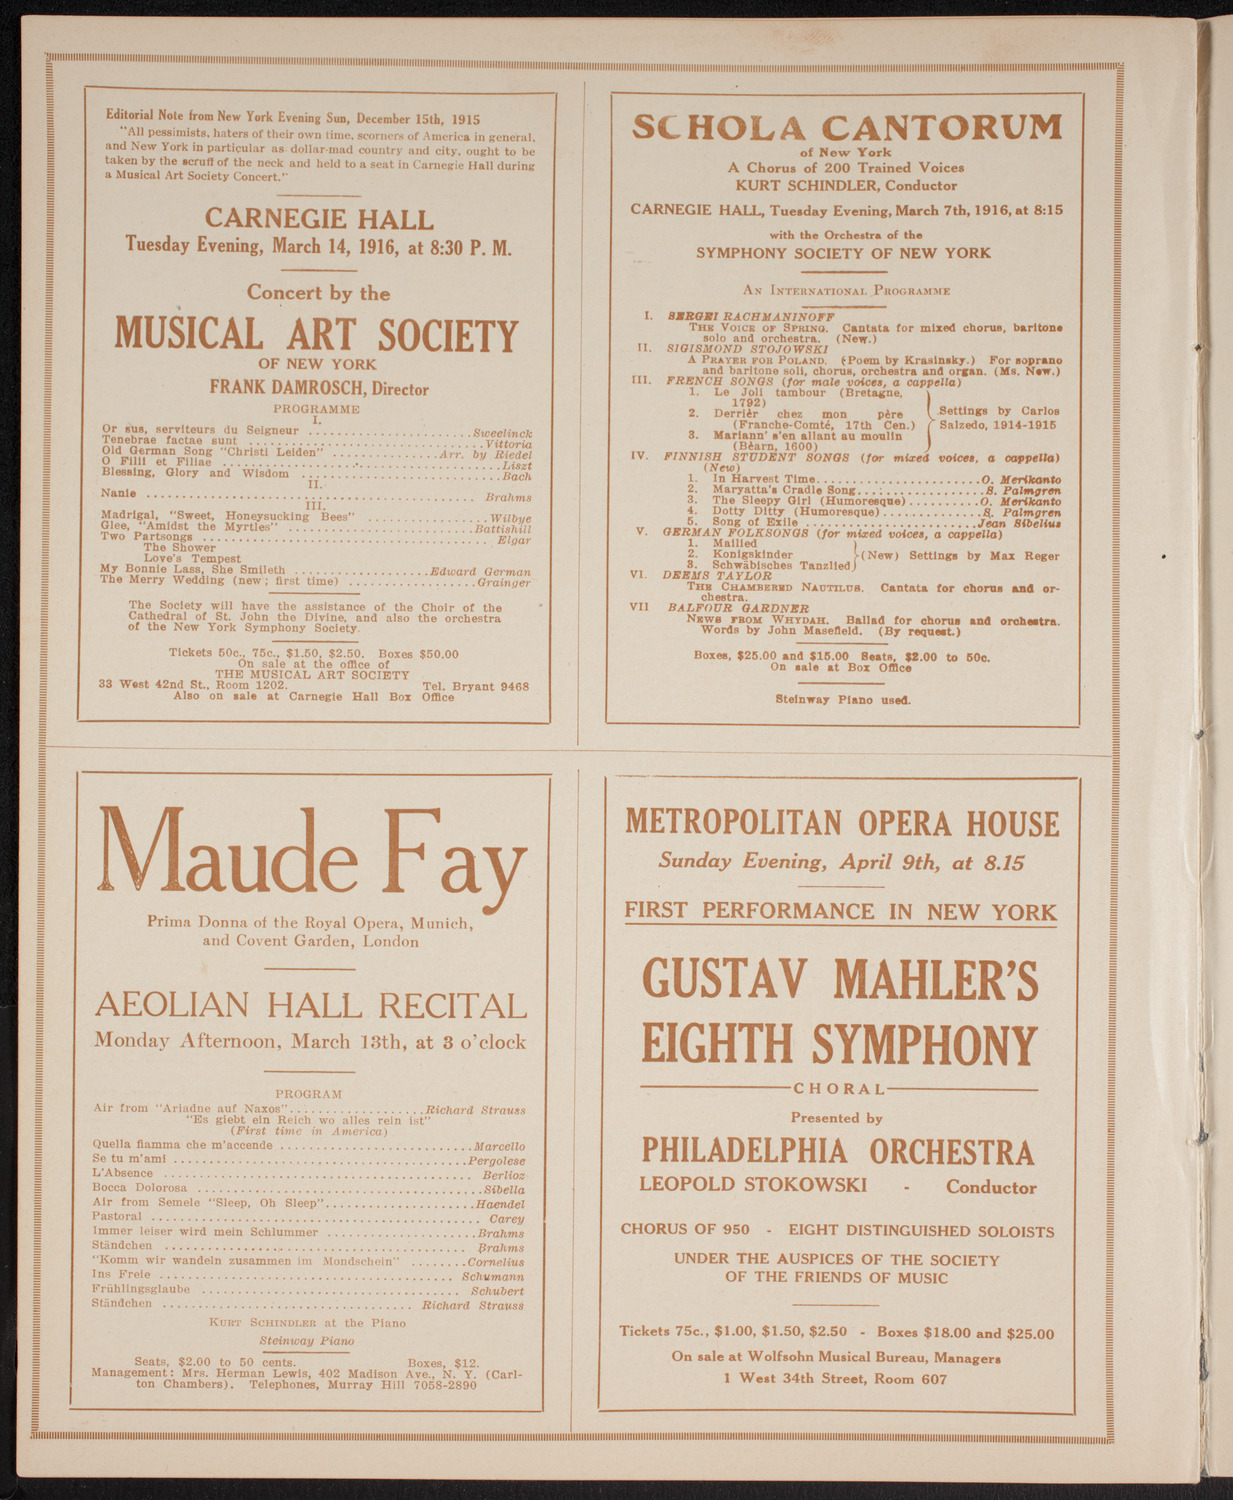 Editorial Note from New York Evening Sun, December 15th, 1915
"All pessimists, haters of their own time, scorners of America in general,
and New York in particular as dollar-mad country and city, ought to be
taken by the scruff of the neck and held to a seat in Carnegie Hall during
a Musical Art Society Concert."
CARNEGIE HALL
Tuesday Evening, March 14, 1916, at 8:30 P. M.
Concert by the
MUSICAL ART SOCIETY
OF NEW YORK
FRANK DAMROSCH, Director
PROGRAMME
I.
Or sus, serviteurs du Seigneur ........................Sweelinck
Tenebrae factae sunt ........................Vittoria
Old German Song "Christl Leiden" ................Arr. by Riedel
O Filli et Filiae ........................Liszt
Blessing, Glory and Wisdom ........................Bach
II.
Nanie ........................ Brahms
III.
Madrigal, "Sweet, Honeysucking Bees" ................Wilbye
Glee, "Amidst the Myrtles" ........................Battishill
Two Partsongs ........................Elgar
The Shower
Love's Tempest
My Bonnie Lass, She Smileth ..................Edward German
The Merry Wedding (new; first time) ..................Grainger
The Society will have the assistance of the Choir of the
Cathedral of St. John the Divine, and also the orchestra
of the New York Symphony Society.
Tickets 50c., 75c., $1.50, $2.50. Boxes $50.00
On sale at the office of
THE MUSICAL ART SOCIETY
33 West 42nd St., Room 1202. Tel. Bryant 9468
Also on sale at Carnegie Hall Box Office
SCHOLA CANTORUM
of New York
A Chorus of 200 Trained Voices
KURT SCHINDLER, Conductor
CARNEGIE HALL, Tuesday Evening, March 7th, 1916, at 8:15
with the Orchestra of the
SYMPHONY SOCIETY OF NEW YORK
AN INTERNATIONAL PROGRAMME
I. SERGEI RACHMANINOFF
THE VOICE OF SPRING. Cantata for mixed chorus, baritone
solo and orchestra. (New.)
II. SIGISMOND STOJOWSKI
A PRAYER FOR POLAND. (Poem by Krasinsky.) For soprano
and baritone soli, chorus, orchestra and organ. (Ms. New.)
III. FRENCH SONGS (for male voices, a cappella)
1. Le Joli tambour (Bretagne,
1792)
2. Derrièr chez mon père
(Franche-Comté, 17th Cen.)
3. Mariann' s'en allant au moulin
(Béarn, 1600)
Settings by Carlos
Salzedo, 1914-1915
IV. FINNISH STUDENT SONGS (for mixed voices, a cappella)
(New)
1. In Harvest Time........................O. Merikanto
2. Maryatta's Cradle Song..................S. Palmgren
3. The Sleepy Girl (Humoresque)..........O. Merikanto
4. Dotty Ditty (Humoresque)..............S. Palmgren
5. Song of Exile ........................Jean Sibelius
V. GERMAN FOLKSONGS (for mixed voices, a cappella)
1. Mailied
2. Konigskinder
3. Schwäbisches Tanzlied
(New) Settings by Max Reger
VI. DEEMS TAYLOR
THE CHAMBERED NAUTILUS. Cantata for chorus and or-
chestra.
VII BALFOUR GARDNER
NEWS FROM WHYDAH. Ballad for chorus and orchestra.
Words by John Masefield. (By request.)
Boxes, $25.00 and $15.00 Seats, $2.00 to 50c.
On sale at Box Office
Steinway Piano used.
Maude Fay
Prima Donna of the Royal Opera, Munich,
and Covent Garden, London
AEOLIAN HALL RECITAL
Monday Afternoon, March 13th, at 3 o'clock
PROGRAM
Air from "Ariadne auf Naxos"...................Richard Strauss
"Es giebt ein Reich wo alles rein ist"
(First time in America)
Quella fiamma che m'accende ........................Marcello
Se tu m'ami ........................Pergolese
L'Absence ........................ Berlioz
Bocca Dolorosa ........................Sibella
Air from Semele "Sleep, Oh Sleep".....................Haendel
Pastoral ........................ Carey
Immer leiser wird mein Schlummer .....................Brahms
Ständchen ........................ Brahms
"Komm wir wandeln zusammen im Mondschein" ........Cornelius
Ins Freie ........................ Schumann
Frühlingsglaube ........................ Schubert
Ständchen ........................ Richard Strauss
KURT SCHINDLER at the Piano
Steinway Piano
Seats, $2.00 to 50 cents. Boxes, $12.
Management: Mrs. Herman Lewis, 402 Madison Ave., N. Y. (Carl-
ton Chambers). Telephones, Murray Hill 7058-2890
METROPOLITAN OPERA HOUSE
Sunday Evening, April 9th, at 8.15
FIRST PERFORMANCE IN NEW YORK
GUSTAV MAHLER'S
EIGHTH SYMPHONY
CHORAL
Presented by
PHILADELPHIA ORCHESTRA
LEOPOLD STOKOWSKI - Conductor
CHORUS OF 950 - EIGHT DISTINGUISHED SOLOISTS
UNDER THE AUSPICES OF THE SOCIETY
OF THE FRIENDS OF MUSIC
Tickets 75c., $1.00, $1.50, $2.50 - Boxes $18.00 and $25.00
On sale at Wolfsohn Musical Bureau, Managers
1 West 34th Street, Room 607